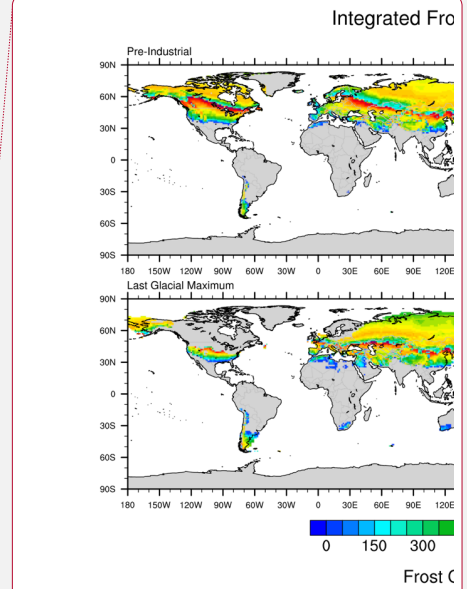 Integrated Fro
Pre-Industrial
90N
60N
30N
0
30S
60S
90S
180 150W 120W 90W 60W 30W 0 30E 60E 90E 120E
Last Glacial Maximum
90N
60N
30N
0
30S
60S
90S
180 150W 120W 90W 60W 30W 0 30E 60E 90E 120E
0 150 300
Frost C